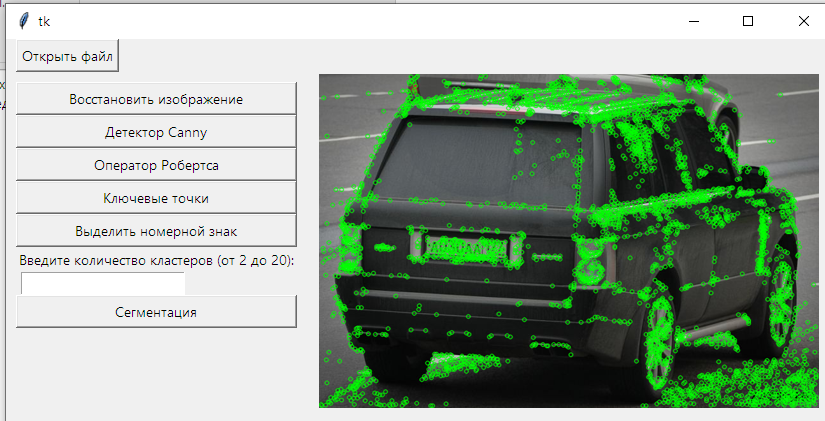 tk
Открыть файл
Восстановить изображение
Детектор Canny
Оператор Робертса
Ключевые точки
Выделить номерной знак
Введите количество кластеров (от 2 до 20):
Сегментация